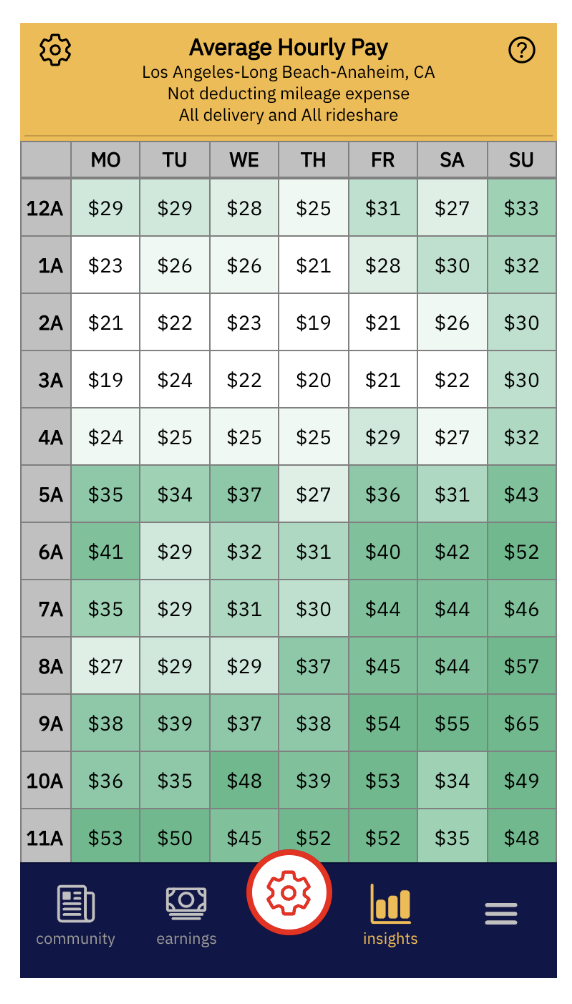 Average Hourly Pay
Los Angeles-Long Beach-Anaheim, CA
Not deducting mileage expense
All delivery and All rideshare
MO TU WE TH FR SA SU
12A $29 $29 $28 $25 $31 $27 $33
1A $23 $26 $26 $21 $28 $30 $32
2A $21 $22 $23 $19 $21 $26 $30
3A $19 $24 $22 $20 $21 $22 $30
4A $24 $25 $25 $25 $29 $27 $32
5A $35 $34 $37 $27 $36 $31 $43
6A $41 $29 $32 $31 $40 $42 $52
7A $35 $29 $31 $30 $44 $44 $46
8A $27 $29 $29 $37 $45 $44 $57
9A $38 $39 $37 $38 $54 $55 $65
10A $36 $35 $48 $39 $53 $34 $49
11A $53 $50 $45 $52 $52 $35 $48
community earnings insights